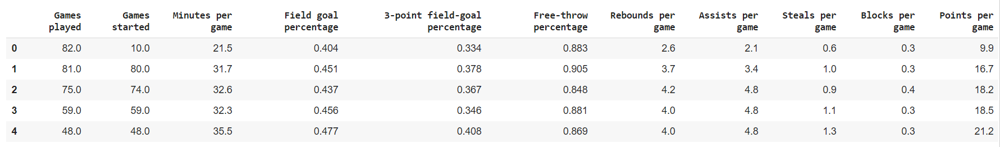 Games Games Minutes per Field goal 3-point field-goal Free-throw Rebounds per Assists per Steals per Blocks per Points per
played started game percentage percentage percentage game game game game game
0 82.0 10.0 21.5 0.404 0.334 0.883 2.6 2.1 0.6 0.3 9.9
1 81.0 80.0 31.7 0.451 0.378 0.905 3.7 3.4 1.0 0.3 16.7
2 75.0 74.0 32.6 0.437 0.367 0.848 4.2 4.8 0.9 0.4 18.2
3 59.0 59.0 32.3 0.456 0.346 0.881 4.0 4.8 1.1 0.3 18.5
4 48.0 48.0 35.5 0.477 0.408 0.869 4.0 4.8 1.3 0.3 21.2